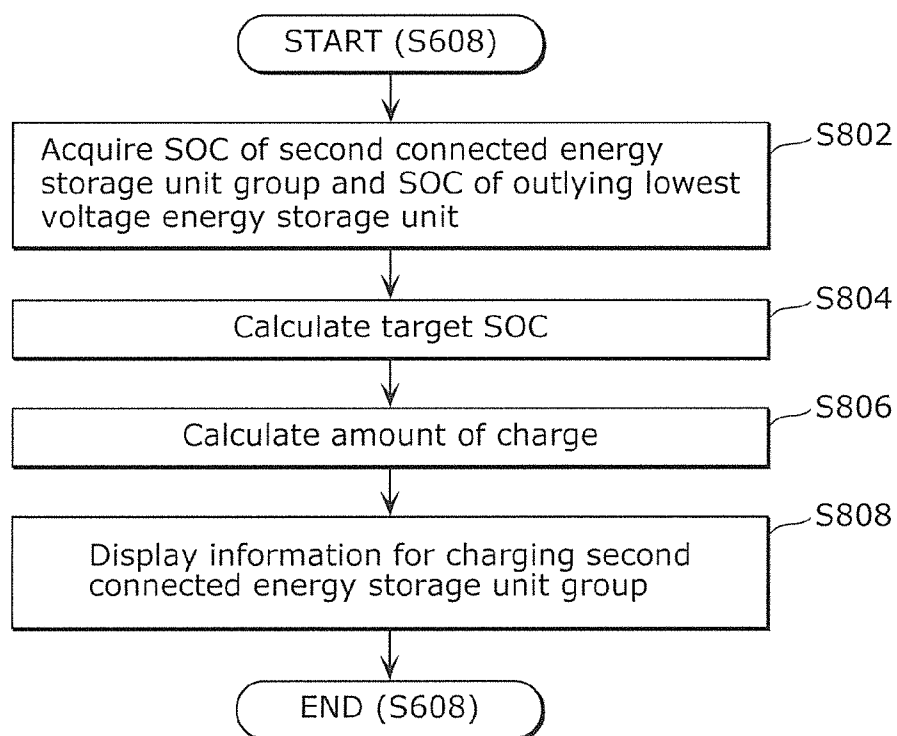 START (S608)
S802
Acquire SOC of second connected energy
storage unit group and SOC of outlying lowest
voltage energy storage unit
S804
Calculate target SOC
S806
Calculate amount of charge
S808
Display information for charging second
connected energy storage unit group
END (S608)